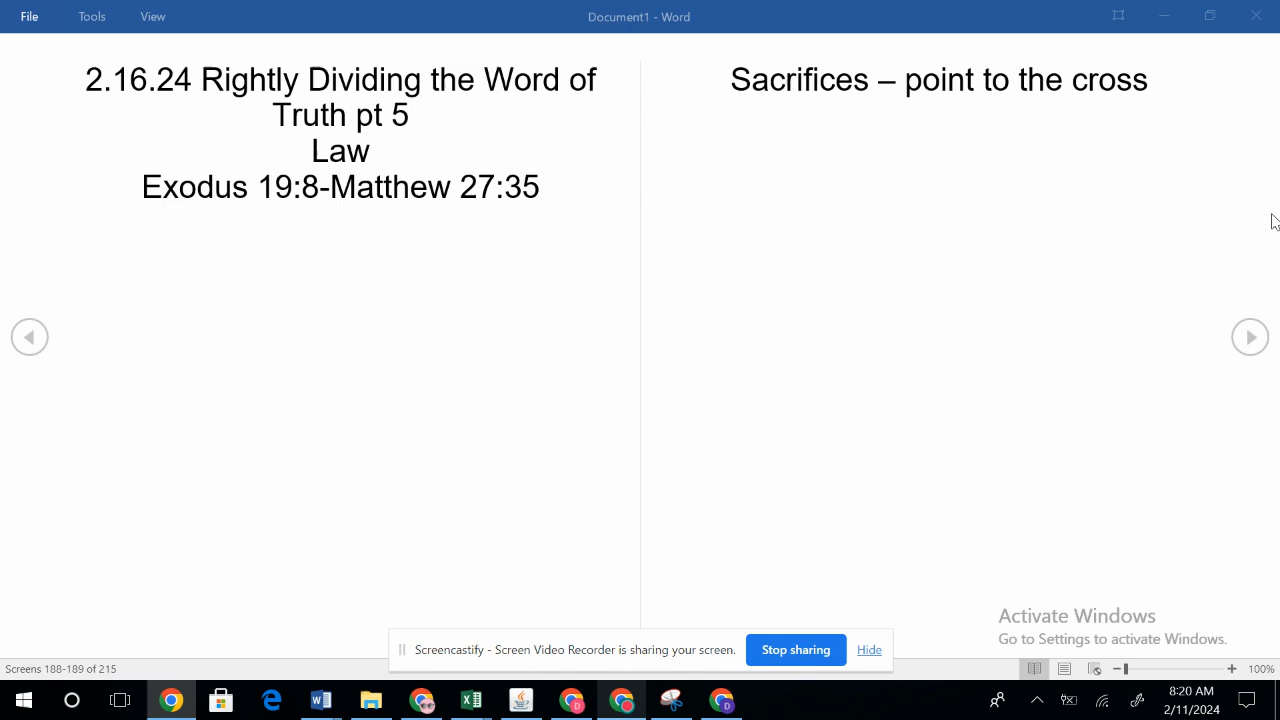 File Tools View Document1 - Word
2.16.24 Rightly Dividing the Word of
Truth pt 5
Law
Exodus 19:8-Matthew 27:35
Sacrifices – point to the cross
Activate Windows
Go to Settings to activate Windows.
Screencastify - Screen Video Recorder is sharing your screen. Stop sharing Hide
Screens 188-189 of 215 100%
8:20 AM
2/11/2024